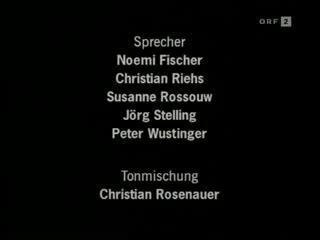 ORF 2
Sprecher
Noemi Fischer
Christian Riehs
Susanne Rossouw
Jörg Stelling
Peter Wustinger
Tonmischung
Christian Rosenauer